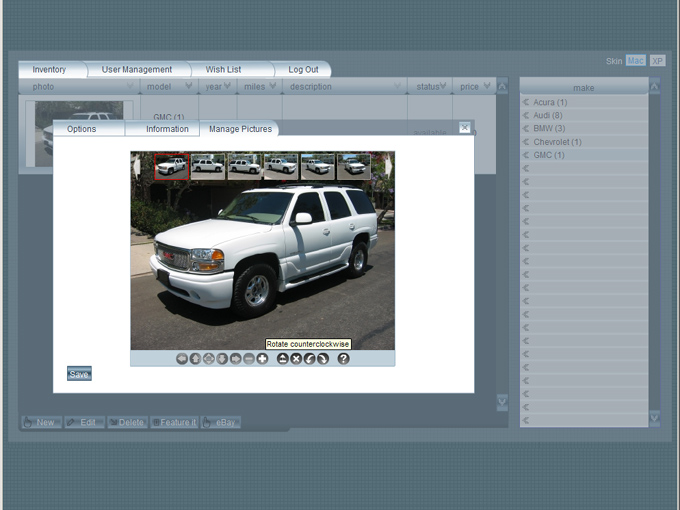 Skin Mac XP
Inventory User Management Wish List Log Out
photo model year miles description status price
make
GMC (1)
available
Acura (1)
Audi (8)
BMW (3)
Chevrolet (1)
GMC (1)
Options Information Manage Pictures
Rotate counterclockwise
Save
New Edit Delete Feature it eBay